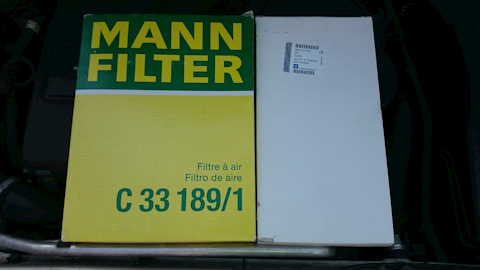 MANN
FILTER
Filtre à air
Filtro de aire
C 33 189/1